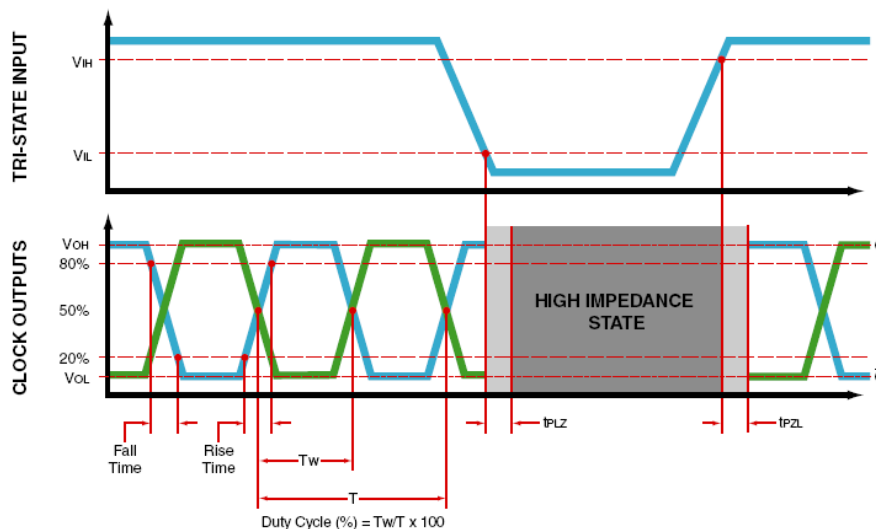 TRI-STATE INPUT
VIH
VIL
CLOCK OUTPUTS
VOH
80%
50%
20%
VOL
HIGH IMPEDANCE
STATE
tPLZ
tPZL
Fall
Time
Rise
Time
Tw
T
Duty Cycle (%) = Tw/T x 100